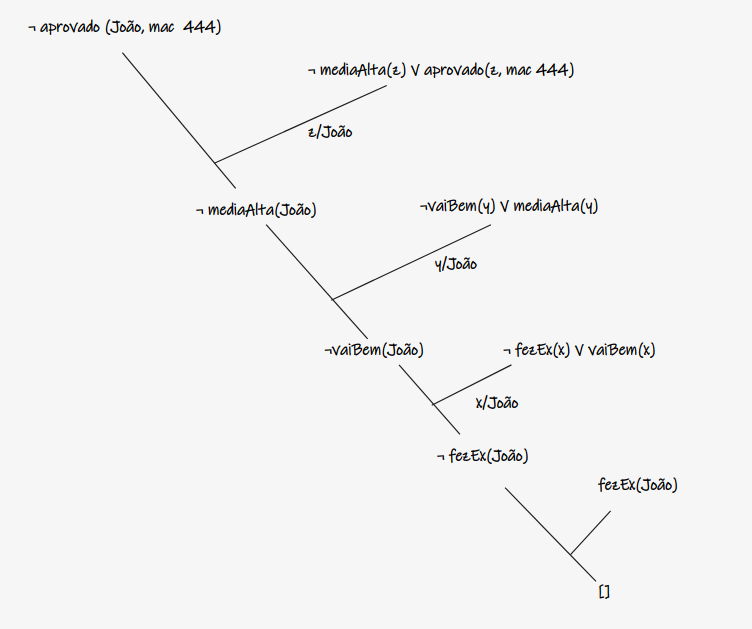 ¬ aprovado (João, mac 444)
¬ mediaAlta(z) V aprovado(z, mac 444)
z/João
¬ mediaAlta(João)
¬vaiBem(y) V mediaAlta(y)
y/João
¬vaiBem(João)
¬ fezEx(x) V vaiBem(x)
x/João
¬ fezEx(João)
fezEx(João)
[]